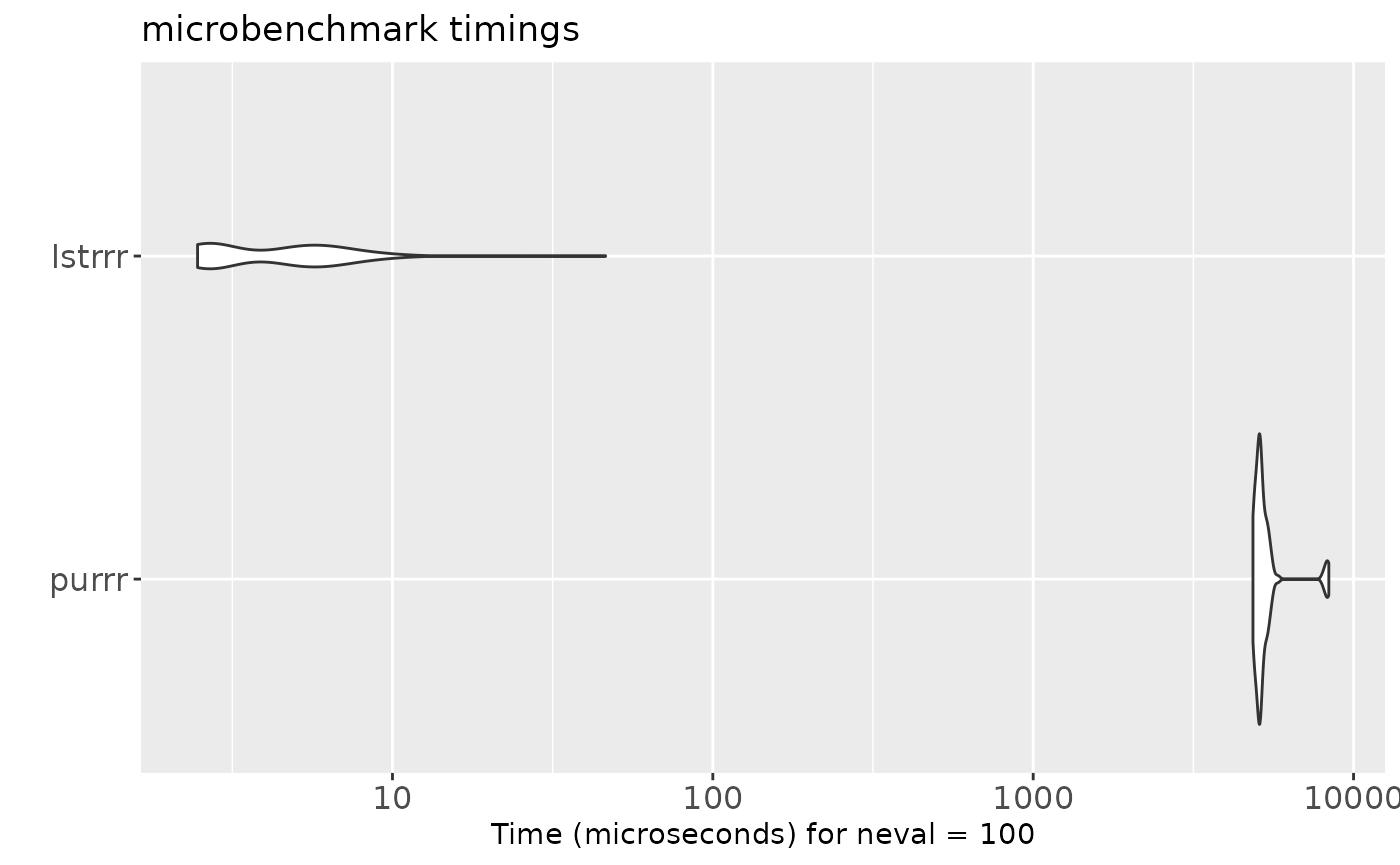 microbenchmark timings
lstrrr
purrr
10 100 1000 10000
Time (microseconds) for neval = 100